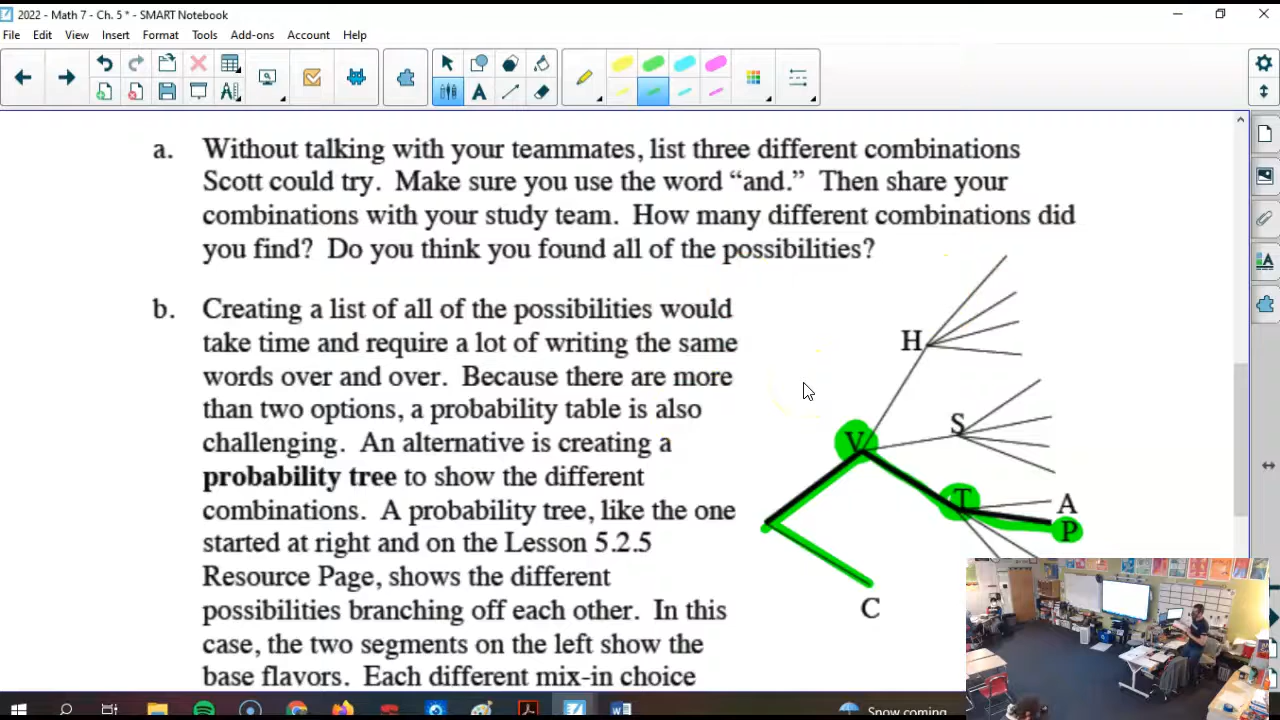 2022 - Math 7 - Ch. 5 * - SMART Notebook
File Edit View Insert Format Tools Add-ons Account Help
a. Without talking with your teammates, list three different combinations
Scott could try. Make sure you use the word “and.” Then share your
combinations with your study team. How many different combinations did
you find? Do you think you found all of the possibilities?
b. Creating a list of all of the possibilities would
take time and require a lot of writing the same
words over and over. Because there are more
than two options, a probability table is also
challenging. An alternative is creating a
probability tree to show the different
combinations. A probability tree, like the one
started at right and on the Lesson 5.2.5
Resource Page, shows the different
possibilities branching off each other. In this
case, the two segments on the left show the
base flavors. Each different mix-in choice
H
S
V
T
A
P
C
Snow coming